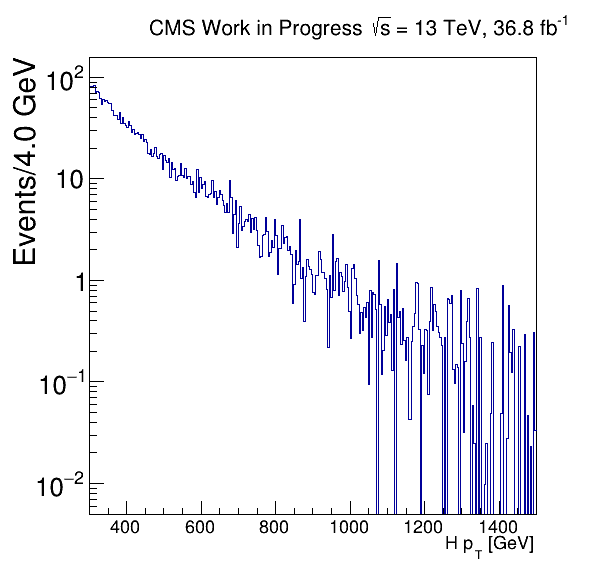 CMS Work in Progress √s = 13 TeV, 36.8 fb⁻¹
Events/4.0 GeV
10²
10
1
10⁻¹
10⁻²
400 600 800 1000 1200 1400
H p_T [GeV]